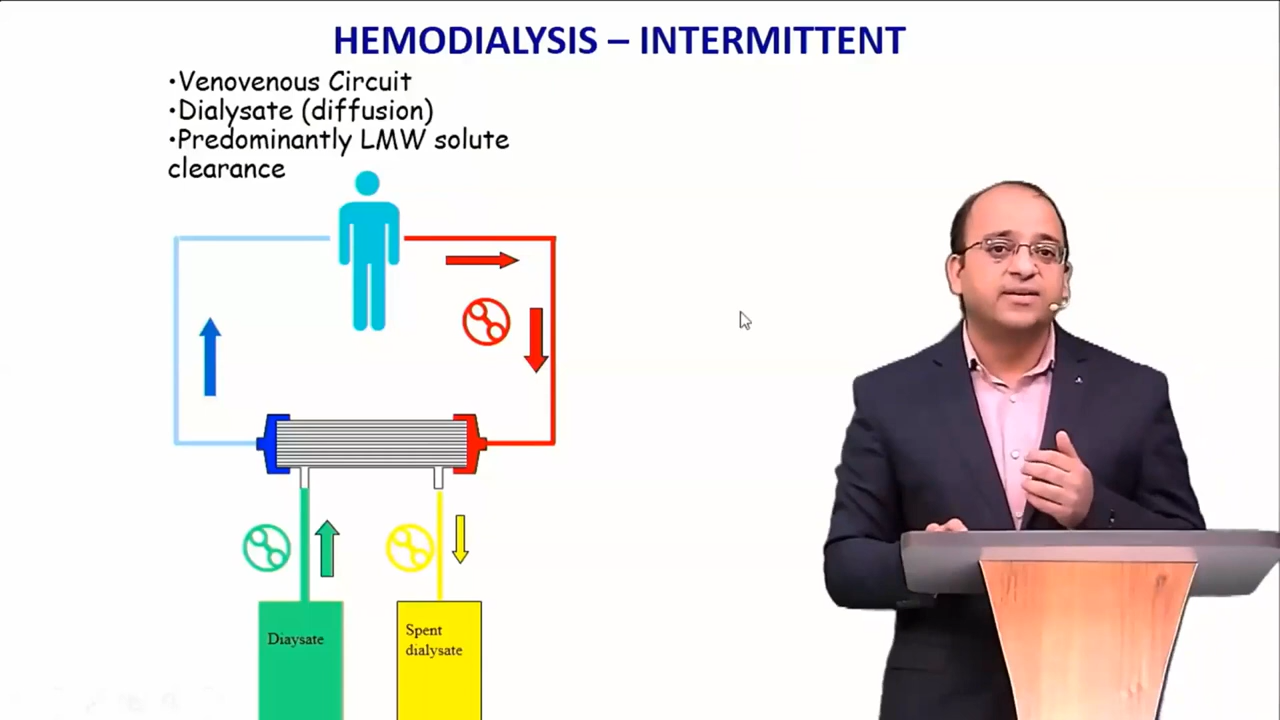 HEMODIALYSIS – INTERMITTENT
•Venovenous Circuit
•Dialysate (diffusion)
•Predominantly LMW solute
clearance
Diaysate
Spent
dialysate